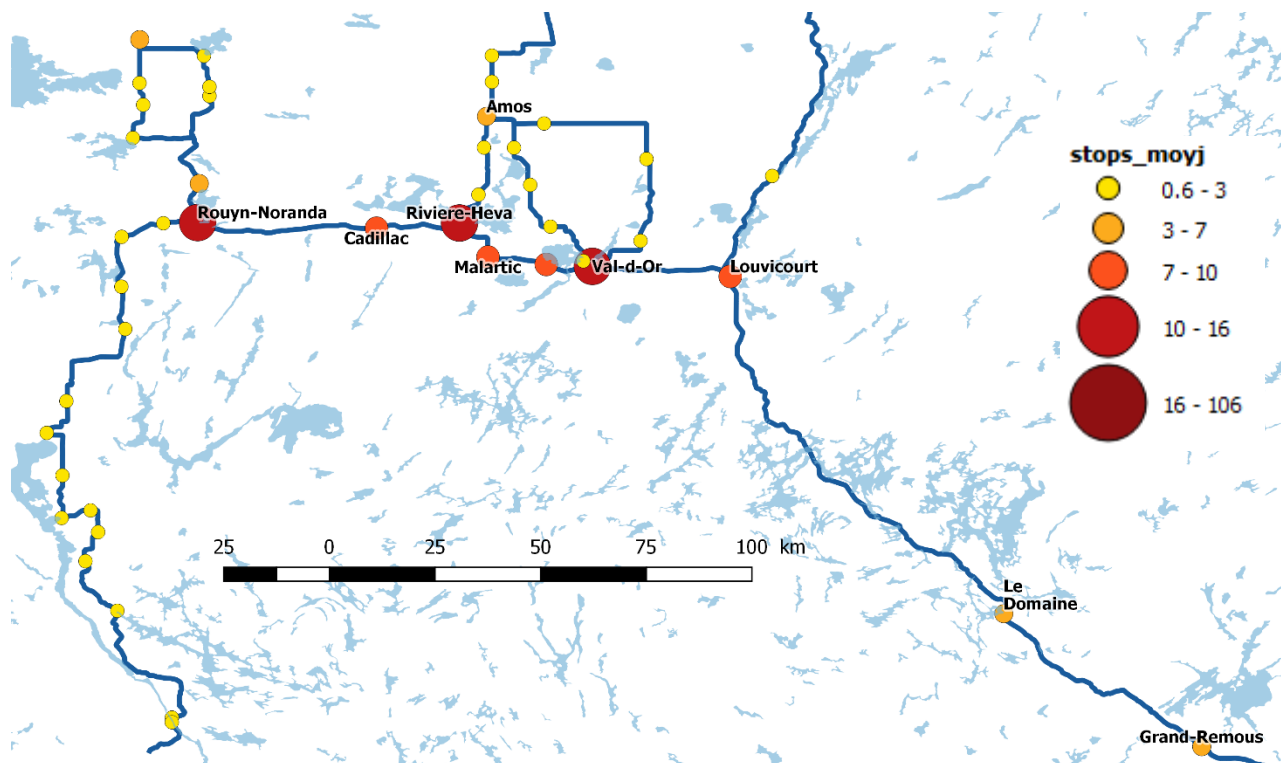 Amos
stops_moyj
0.6 - 3
Rouyn-Noranda
Riviere-Heva
3 - 7
Cadillac
Malartic
Val-d-Or
Louvicourt
7 - 10
10 - 16
16 - 106
25 0 25 50 75 100 km
Le
Domaine
Grand-Remous